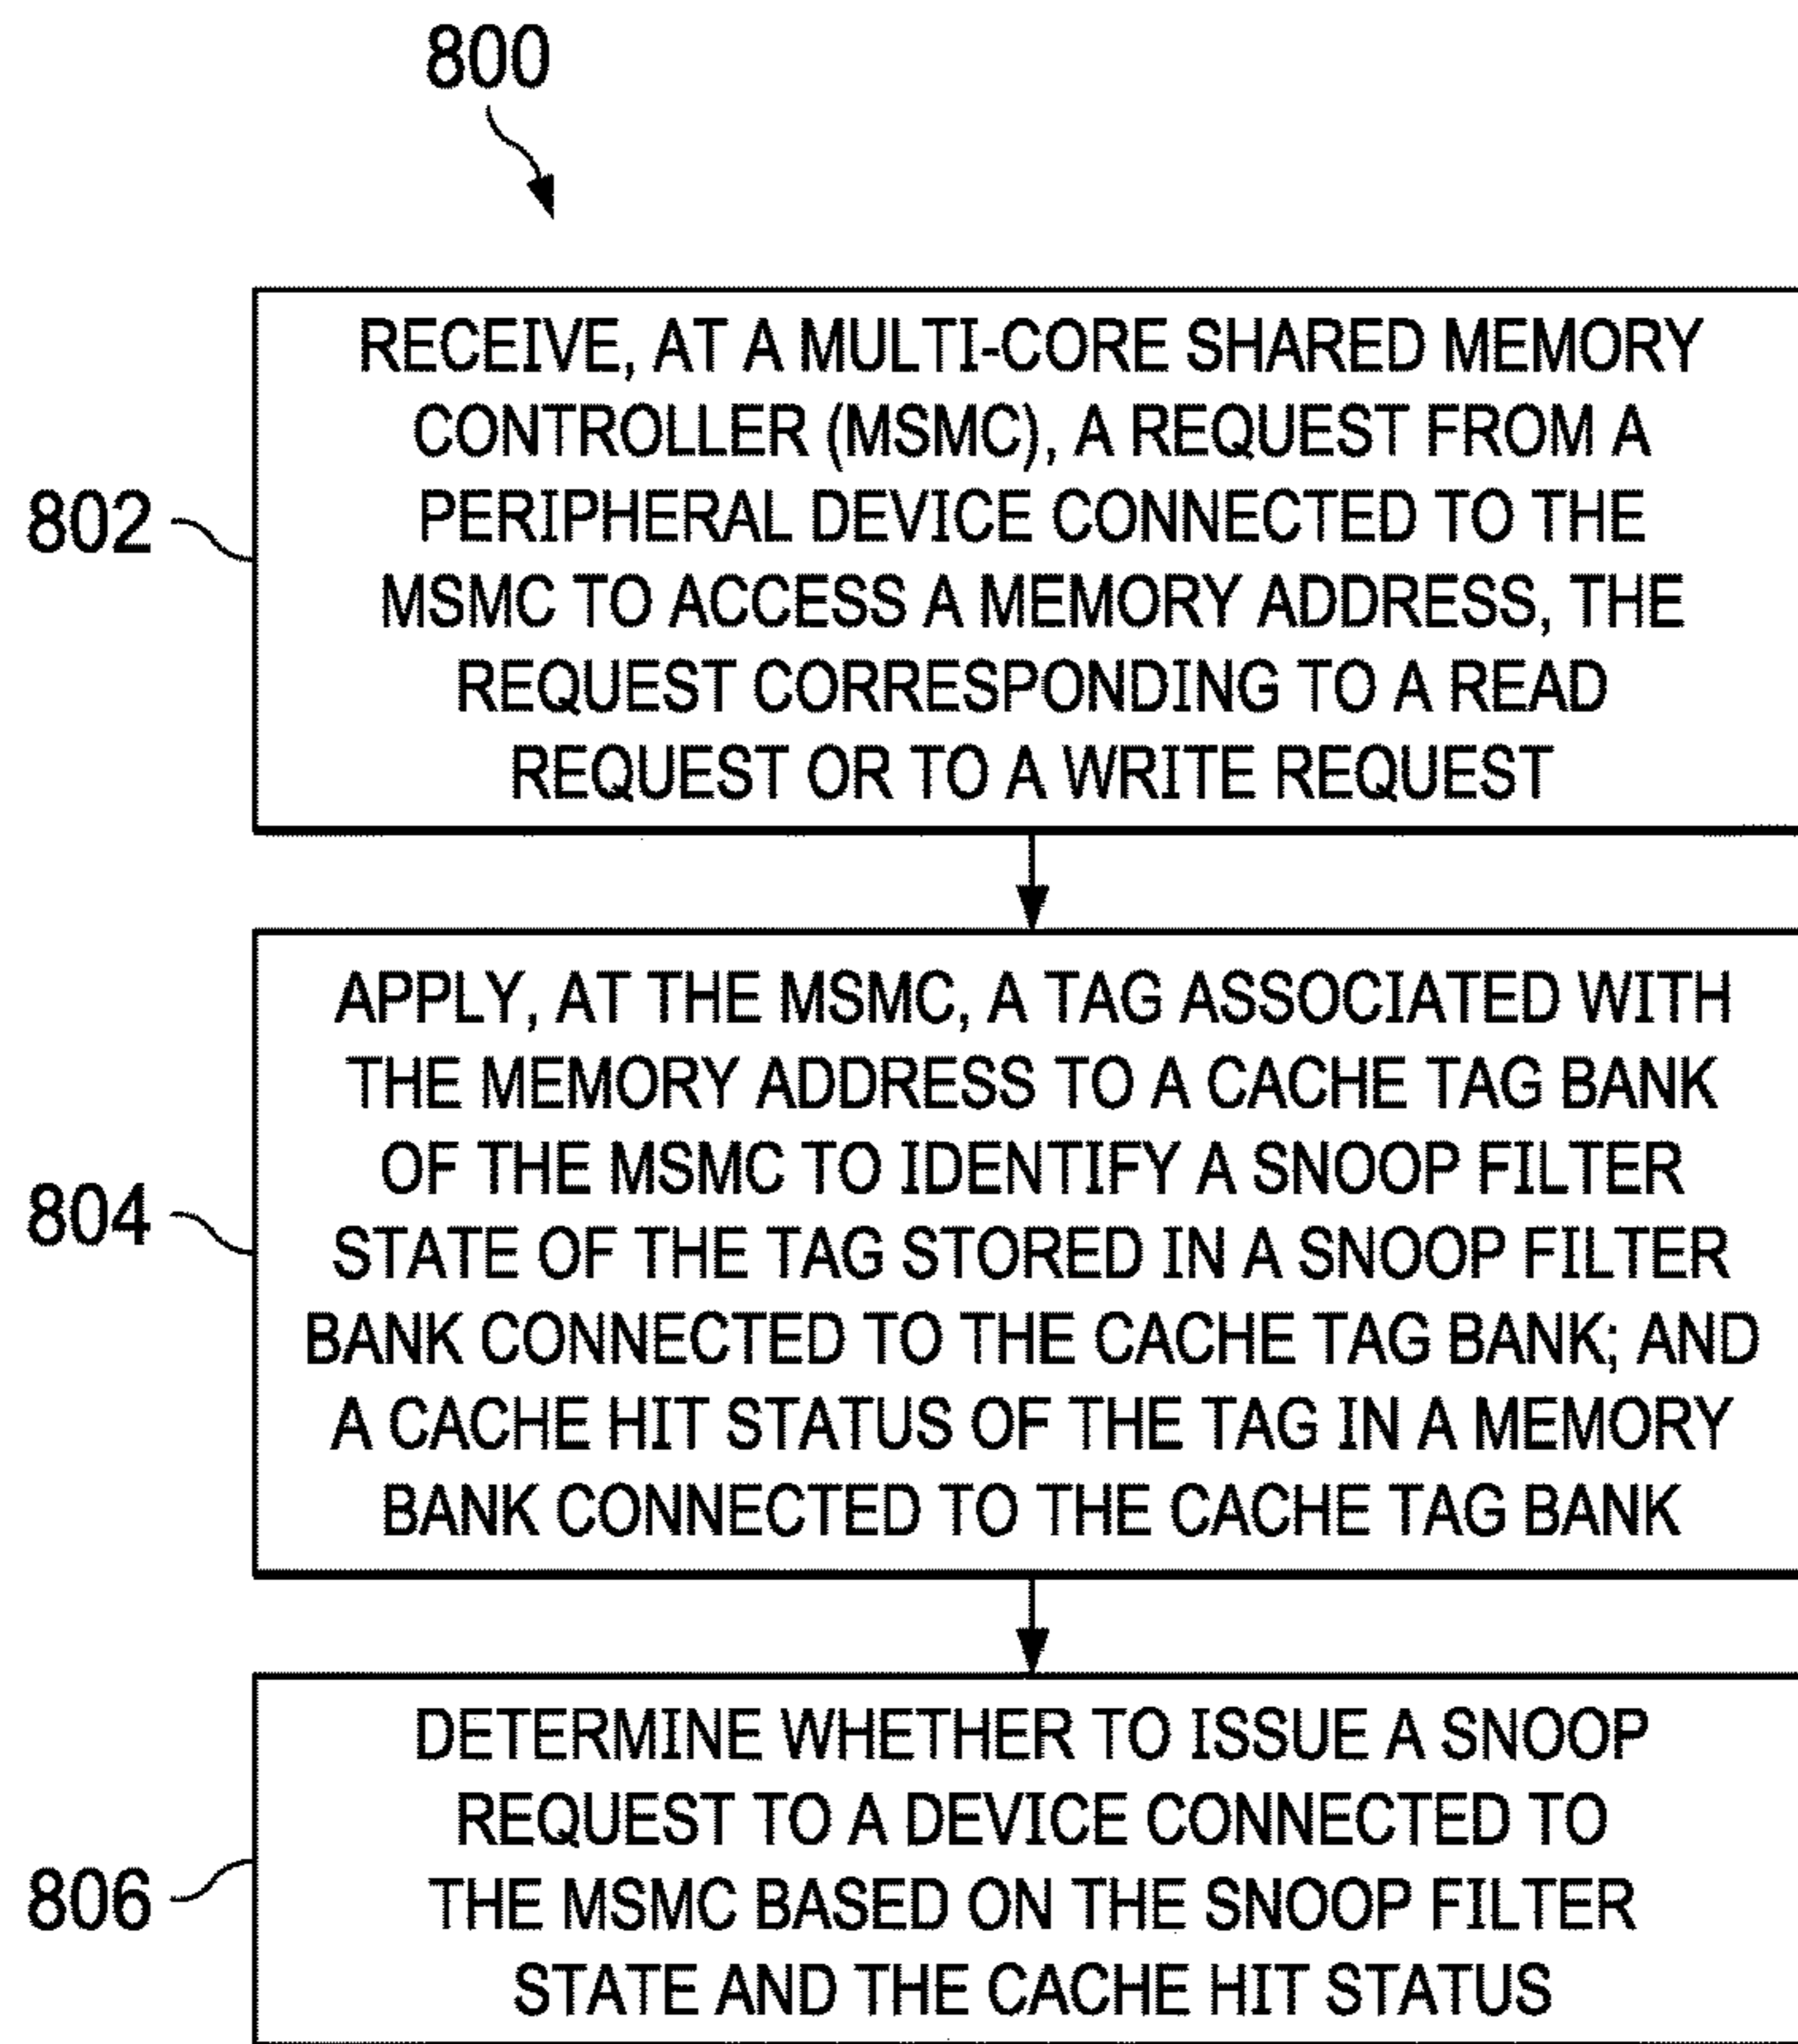 800
802
RECEIVE, AT A MULTI-CORE SHARED MEMORY
CONTROLLER (MSMC), A REQUEST FROM A
PERIPHERAL DEVICE CONNECTED TO THE
MSMC TO ACCESS A MEMORY ADDRESS, THE
REQUEST CORRESPONDING TO A READ
REQUEST OR TO A WRITE REQUEST
804
APPLY, AT THE MSMC, A TAG ASSOCIATED WITH
THE MEMORY ADDRESS TO A CACHE TAG BANK
OF THE MSMC TO IDENTIFY A SNOOP FILTER
STATE OF THE TAG STORED IN A SNOOP FILTER
BANK CONNECTED TO THE CACHE TAG BANK; AND
A CACHE HIT STATUS OF THE TAG IN A MEMORY
BANK CONNECTED TO THE CACHE TAG BANK
806
DETERMINE WHETHER TO ISSUE A SNOOP
REQUEST TO A DEVICE CONNECTED TO
THE MSMC BASED ON THE SNOOP FILTER
STATE AND THE CACHE HIT STATUS